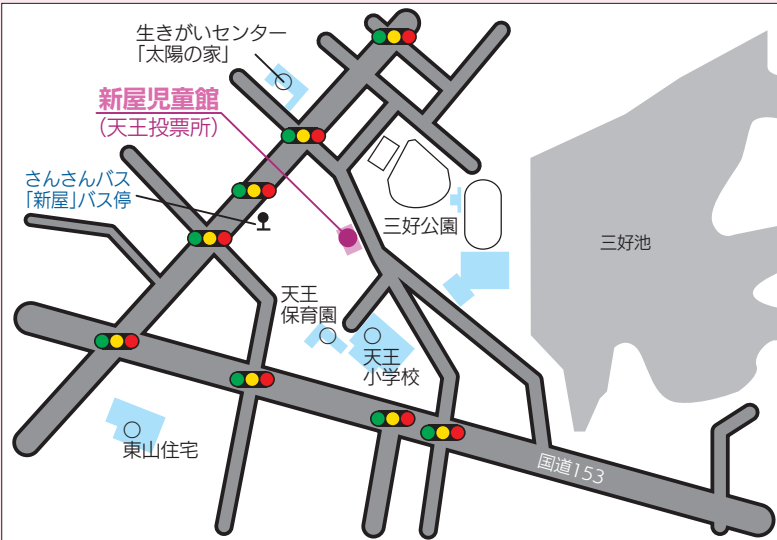 生きがいセンター
「太陽の家」
新屋児童館
(天王投票所)
さんさんバス
「新屋」バス停
三好公園
三好池
天王
保育園
天王
小学校
東山住宅
国道153